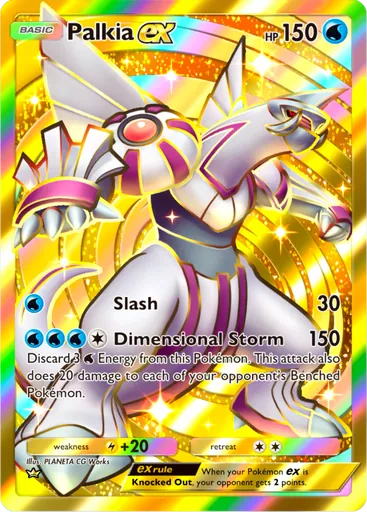 BASIC Palkia ex HP 150
Slash 30
Dimensional Storm 150
Discard 3 Energy from this Pokémon. This attack also
does 20 damage to each of your opponent's Benched
Pokémon.
weakness +20 retreat
Illus. PLANETA CG Works
ex rule When your Pokémon ex is
Knocked Out, your opponent gets 2 points.